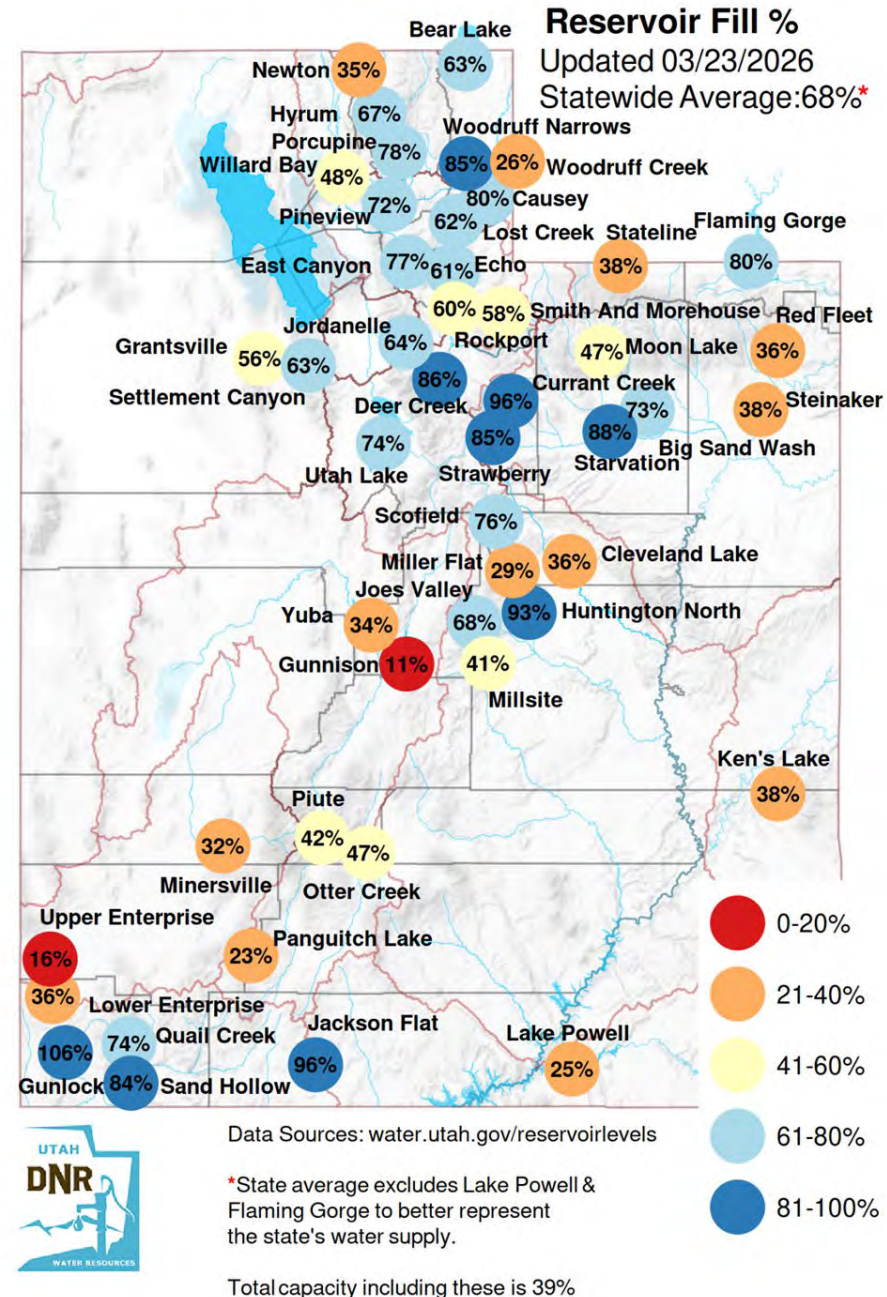 Reservoir Fill %
Updated 03/23/2026
Statewide Average:68%*
Bear Lake
63%
Newton 35%
Hyrum 67%
Porcupine 78%
Willard Bay 48%
Woodruff Narrows
85%
26% Woodruff Creek
Pineview 72%
80% Causey
62%
Lost Creek
Stateline
38%
Flaming Gorge
80%
East Canyon 77%
61% Echo
60%
Rockport
58% Smith And Morehouse
Red Fleet
36%
Jordanelle
64%
Grantsville 56%
63%
Settlement Canyon
47% Moon Lake
86%
Deer Creek
Currant Creek
96%
73%
Big Sand Wash
38% Steinaker
74%
Utah Lake
85%
Strawberry
88%
Starvation
Scofield 76%
Miller Flat 29%
36% Cleveland Lake
Joes Valley
68%
93% Huntington North
Yuba 34%
Gunnison 11%
41%
Millsite
Ken's Lake
38%
Piute
42%
47%
Otter Creek
32%
Minersville
Upper Enterprise
16%
23% Panguitch Lake
36%
Lower Enterprise
106%
Gunlock
74% Quail Creek
84% Sand Hollow
Jackson Flat
96%
Lake Powell
25%
0-20%
21-40%
41-60%
61-80%
81-100%
UTAH
DNR
WATER RESOURCES
Data Sources: water.utah.gov/reservoirlevels
*State average excludes Lake Powell &
Flaming Gorge to better represent
the state's water supply.
Total capacity including these is 39%